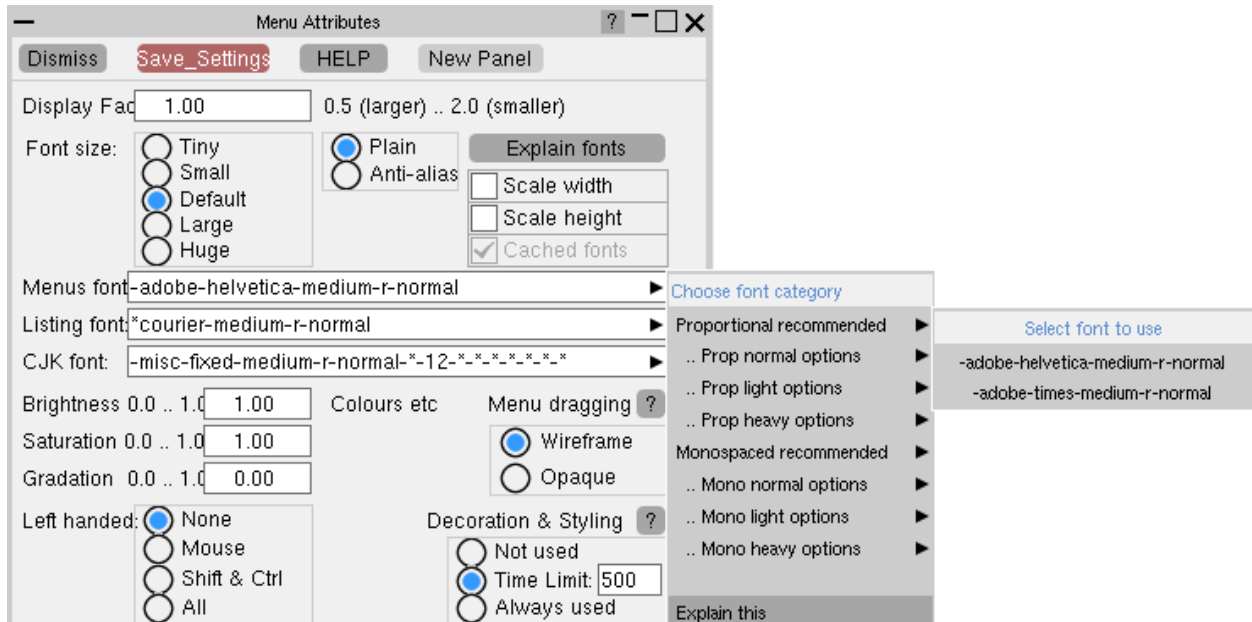 Menu Attributes ?
Dismiss Save_Settings HELP New Panel
Display Fac 1.00 0.5 (larger) .. 2.0 (smaller)
Font size: Tiny Plain Explain fonts
Small Anti-alias Scale width
Default Scale height
Large Cached fonts
Huge
Menus font -adobe-helvetica-medium-r-normal Choose font category
Listing font: *courier-medium-r-normal Proportional recommended Select font to use
CJK font: -misc-fixed-medium-r-normal-*-12-*-*-*-*-*-* .. Prop normal options -adobe-helvetica-medium-r-normal
.. Prop light options -adobe-times-medium-r-normal
Brightness 0.0 .. 1.0 1.00 Colours etc Menu dragging ? .. Prop heavy options
Saturation 0.0 .. 1.0 1.00 Wireframe Monospaced recommended
Gradation 0.0 .. 1.0 0.00 Opaque .. Mono normal options
Left handed: None Decoration & Styling ? .. Mono light options
Mouse Not used .. Mono heavy options
Shift & Ctrl Time Limit: 500
All Always used Explain this